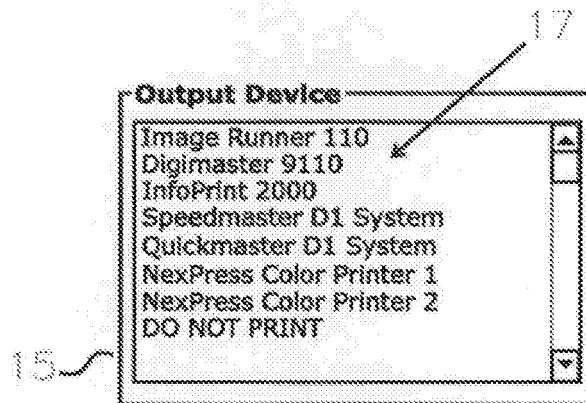 17
Output Device
Image Runner 110
Digimaster 9110
InfoPrint 2000
Speedmaster D1 System
Quickmaster D1 System
NexPress Color Printer 1
NexPress Color Printer 2
DO NOT PRINT
15